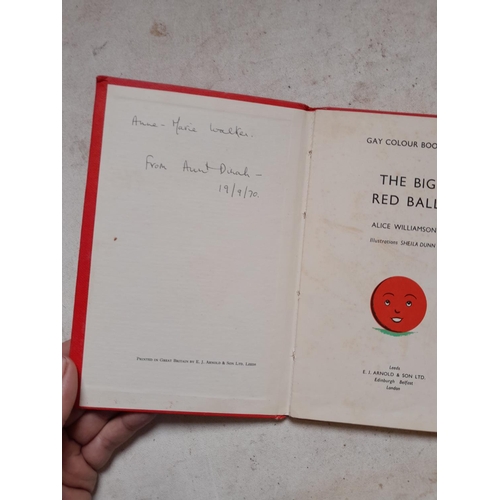 Anne-Marie Walker.
From Aunt Dinah -
19/9/70.
PRINTED IN GREAT BRITAIN BY E. J. ARNOLD & SON LTD. LEEDS
GAY COLOUR BOO
THE BIG
RED BALL
ALICE WILLIAMSON
Illustrations SHEILA DUNN
Leeds
E. J. ARNOLD & SON LTD.
Edinburgh Belfast
London